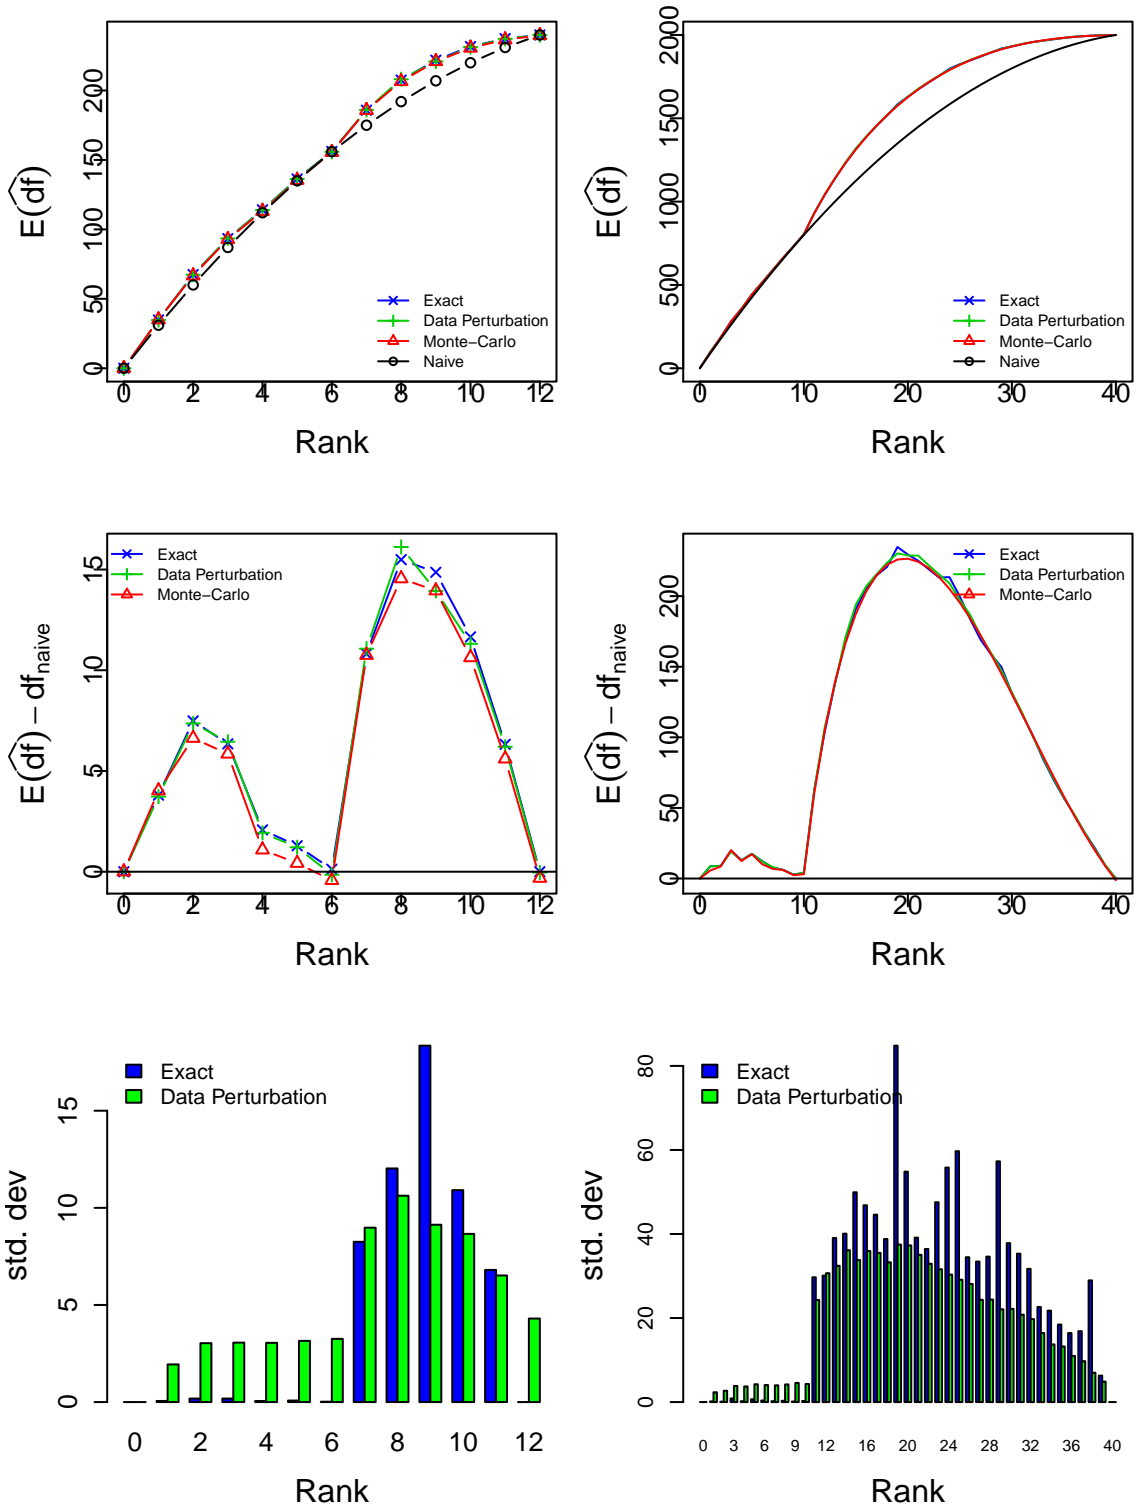 E(d̂f)
200
150
100
50
0
0 2 4 6 8 10 12
Rank
Exact
Data Perturbation
Monte−Carlo
Naive
E(d̂f)
2000
1500
1000
500
0
0 10 20 30 40
Rank
Exact
Data Perturbation
Monte−Carlo
Naive
E(d̂f) − df naive
15
10
5
0
0 2 4 6 8 10 12
Rank
Exact
Data Perturbation
Monte−Carlo
E(d̂f) − df naive
200
150
100
50
0
0 10 20 30 40
Rank
Exact
Data Perturbation
Monte−Carlo
std. dev
15
10
5
0
0 2 4 6 8 10 12
Rank
Exact
Data Perturbation
std. dev
80
60
40
20
0
0 3 6 9 12 16 20 24 28 32 36 40
Rank
Exact
Data Perturbation